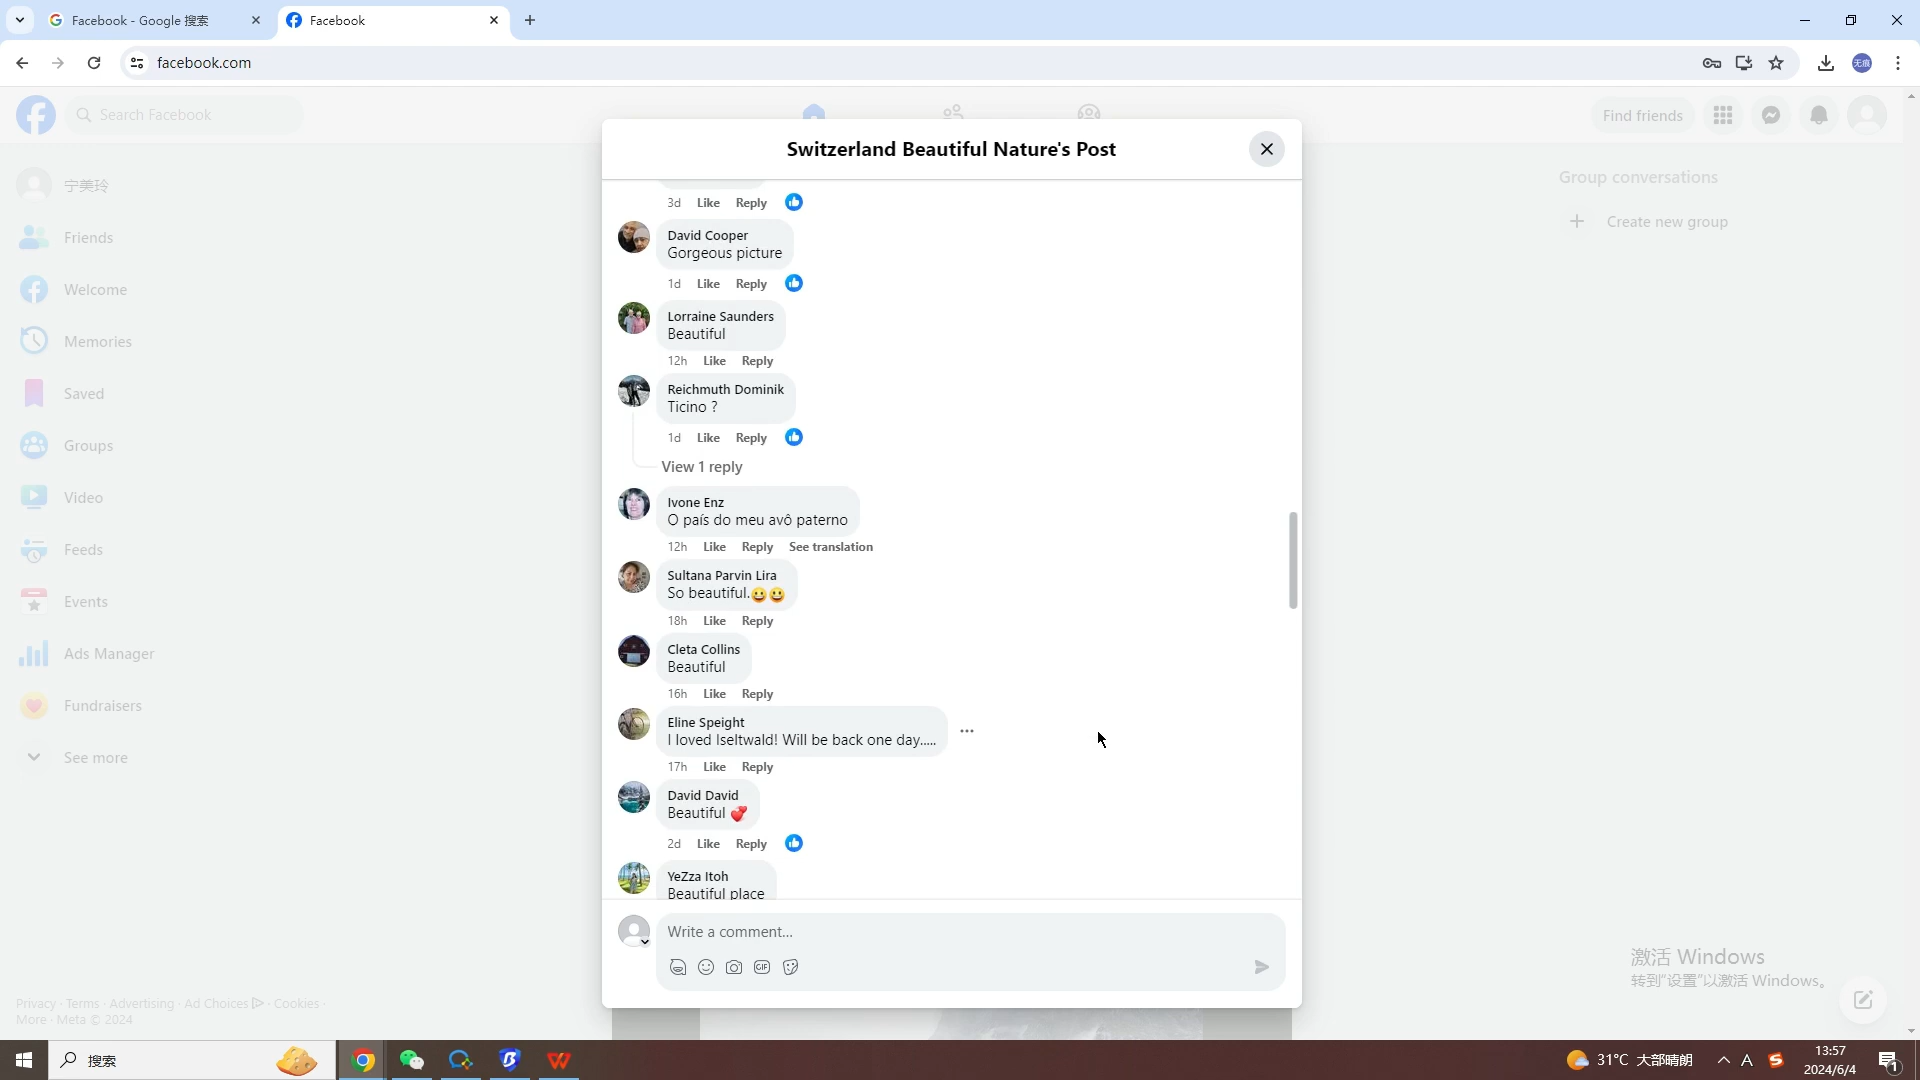 Facebook - Google 搜索
Facebook
facebook.com
无痕
Search Facebook
Find friends
Switzerland Beautiful Nature's Post
宁美玲
Friends
Welcome
Memories
Saved
Groups
Video
Feeds
Events
Ads Manager
Fundraisers
See more
Privacy · Terms · Advertising · Ad Choices · Cookies ·
More · Meta © 2024
3d Like Reply
David Cooper
Gorgeous picture
1d Like Reply
Lorraine Saunders
Beautiful
12h Like Reply
Reichmuth Dominik
Ticino ?
1d Like Reply
View 1 reply
Ivone Enz
O país do meu avô paterno
12h Like Reply See translation
Sultana Parvin Lira
So beautiful.😀😀
18h Like Reply
Cleta Collins
Beautiful
16h Like Reply
Eline Speight
I loved Iseltwald! Will be back one day.....
17h Like Reply
David David
Beautiful 💞
2d Like Reply
YeZza Itoh
Beautiful place
Write a comment...
GIF
Group conversations
Create new group
激活 Windows
转到“设置”以激活 Windows。
搜索
31°C 大部晴朗
A
13:57
2024/6/4
1